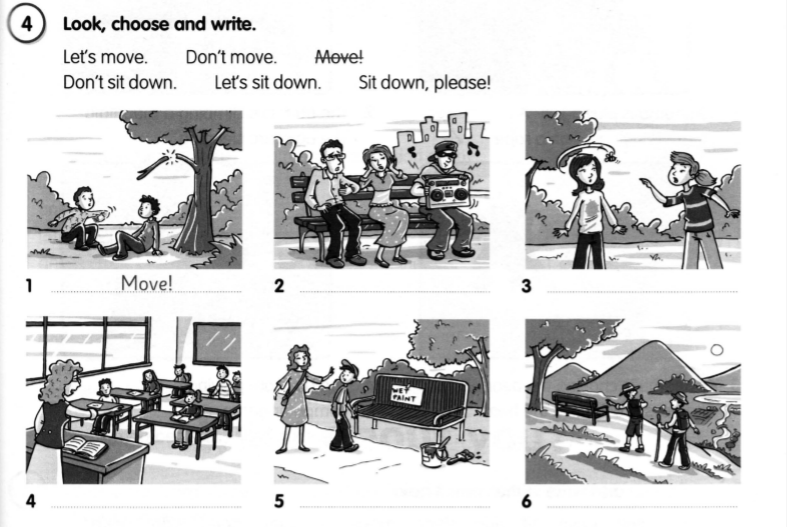 4 Look, choose and write.
Let's move. Don't move. Move!
Don't sit down. Let's sit down. Sit down, please!
WET
PAINT
1 Move!
2
3
4
5
6